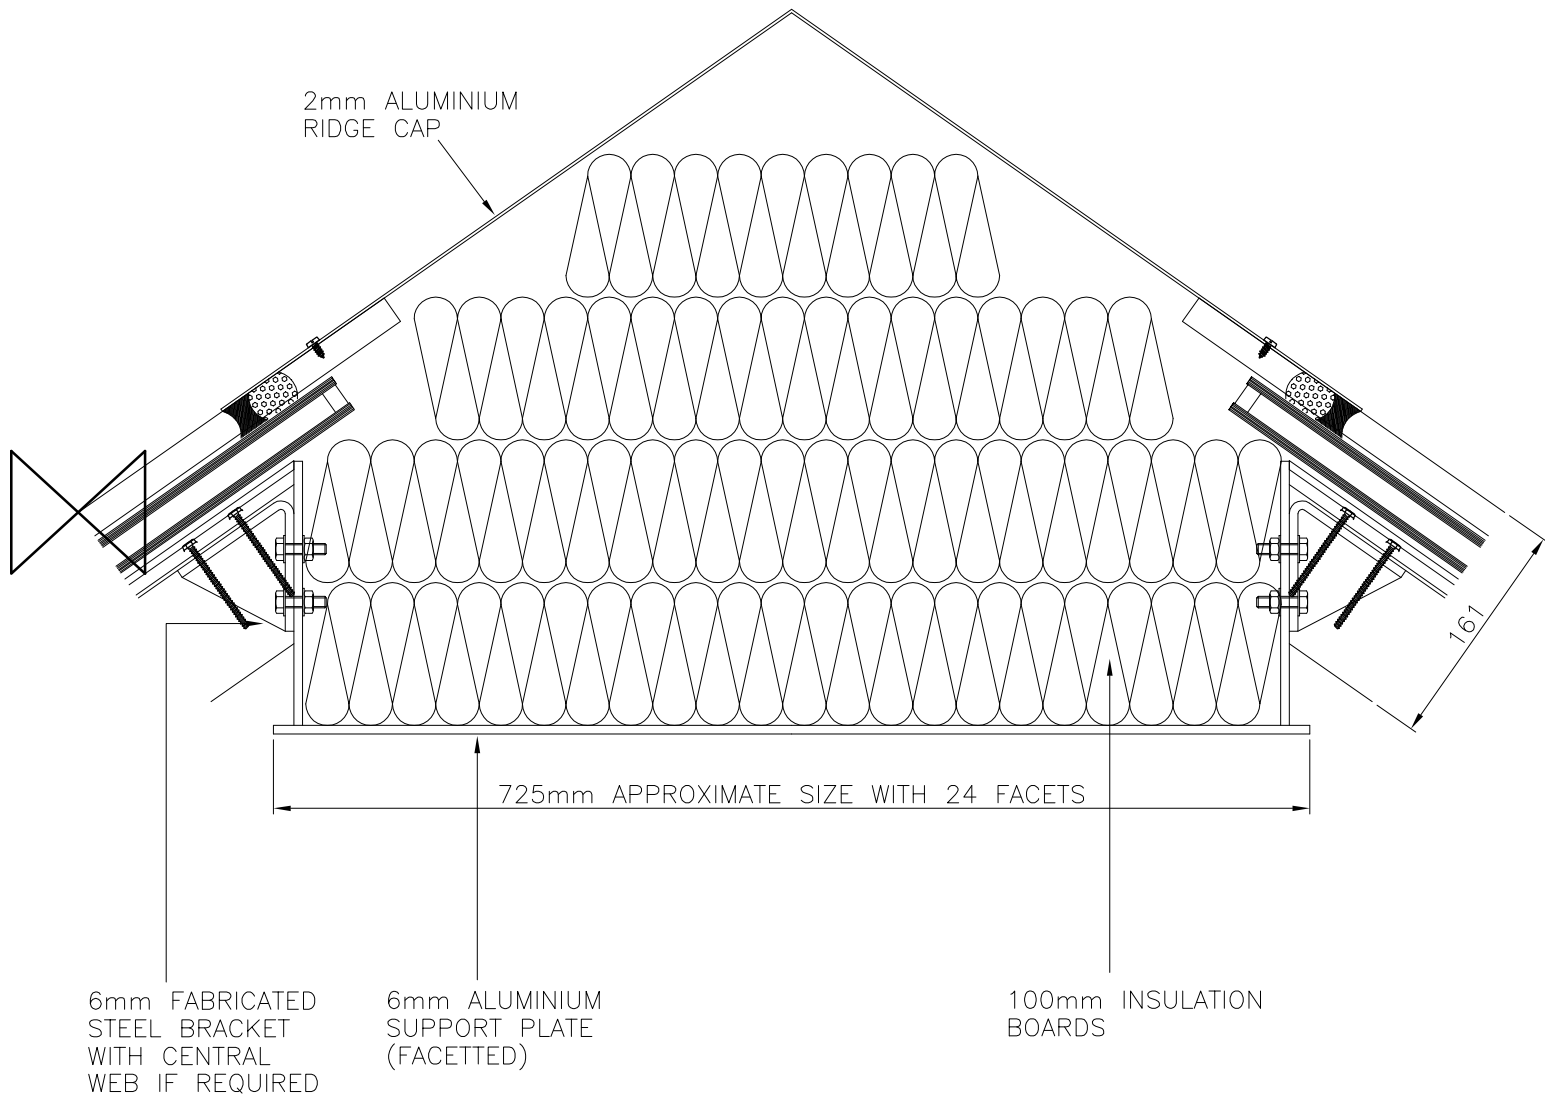 2mm ALUMINIUM
RIDGE CAP
161
725mm APPROXIMATE SIZE WITH 24 FACETS
6mm FABRICATED
STEEL BRACKET
WITH CENTRAL
WEB IF REQUIRED
6mm ALUMINIUM
SUPPORT PLATE
(FACETTED)
100mm INSULATION
BOARDS